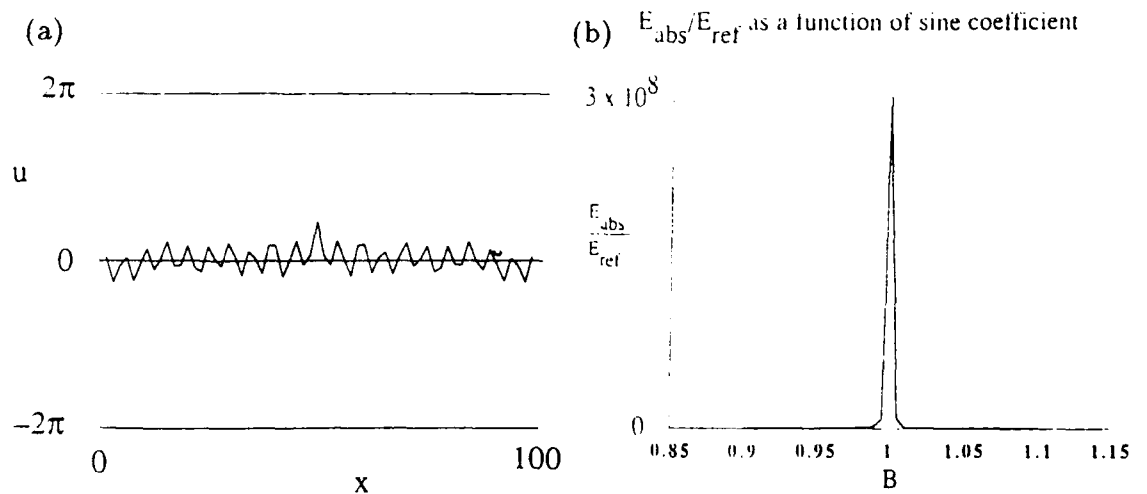 (a)
2π
u
0
−2π
0
100
x
(b) E_abs/E_ref as a function of sine coefficient
3 x 10^8
E_abs
E_ref
0
0.85 0.9 0.95 1 1.05 1.1 1.15
B